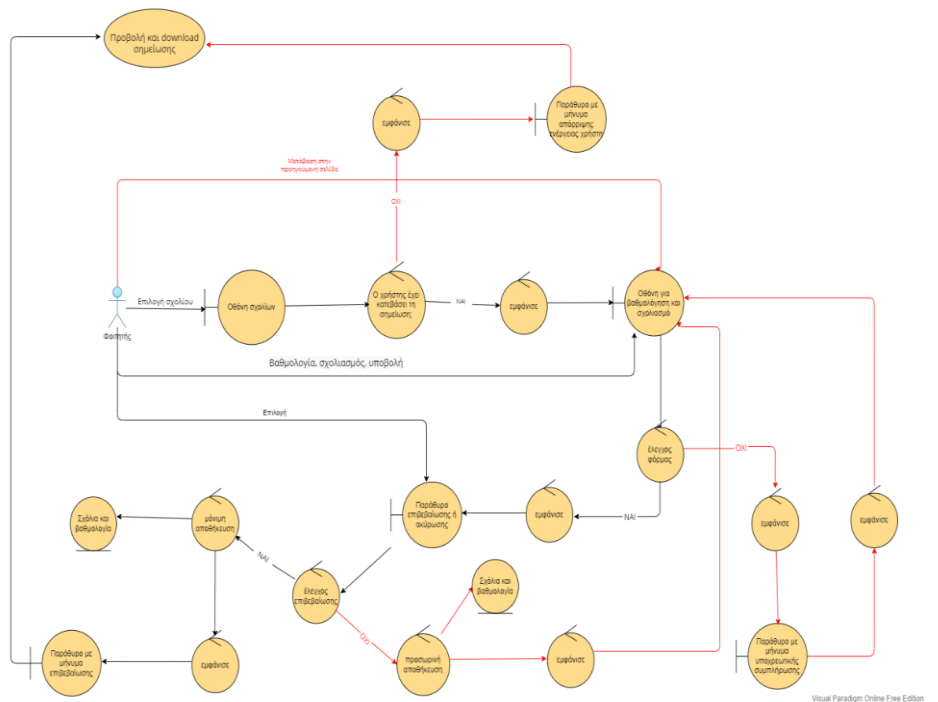 Προβολή και download
σημείωσης
εμφάνισε
Παράθυρο με
μήνυμα
απόρριψης
ενέργειας χρήστη
Μετάβαση στην
προηγούμενη σελίδα
ΟΧΙ
Φοιτητής
Επιλογή σχολίου
Οθόνη σχολίων
Ο χρήστης έχει
κατεβάσει τη
σημείωση;
ΝΑΙ
εμφάνισε
Οθόνη για
βαθμολόγηση και
σχολιασμό
Βαθμολογία, σχολιασμός, υποβολή
Επιλογή
έλεγχος
φόρμας
ΟΧΙ
Σχόλια και
βαθμολογία
μόνιμη
αποθήκευση
Παράθυρο
επιβεβαίωσης ή
ακύρωσης
εμφάνισε
ΝΑΙ
εμφάνισε
εμφάνισε
ΝΑΙ
έλεγχος
επιβεβαίωσης
Σχόλια και
βαθμολογία
ΟΧΙ
Παράθυρο με
μήνυμα
επιβεβαίωσης
εμφάνισε
προσωρινή
αποθήκευση
εμφάνισε
Παράθυρο με
μήνυμα
υποχρεωτικής
συμπλήρωσης
Visual Paradigm Online Free Edition